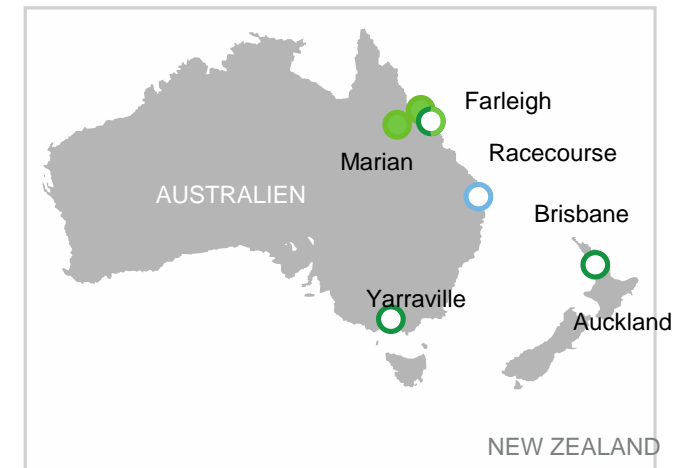 Farleigh
Racecourse
Marian
AUSTRALIEN
Brisbane
Yarraville
Auckland
NEW ZEALAND